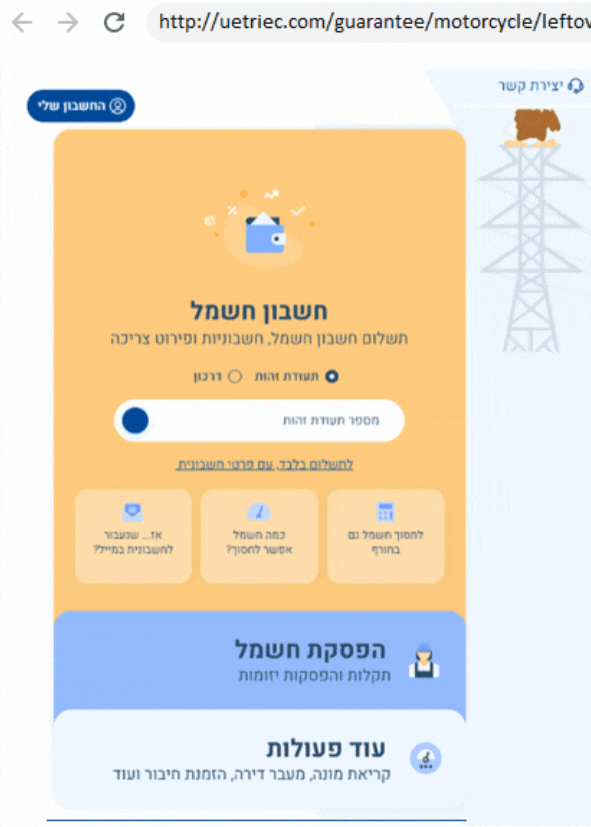 http://uetriec.com/guarantee/motorcycle/leftov
יצירת קשר
החשבון שלי
חשבון חשמל
תשלום חשבון חשמל, חשבוניות ופירוט צריכה
תעודת זהות
דרכון
מספר תעודת זהות
לתשלום בלבד, עם פרטי חשבונית
לחסוך חשמל גם
בחורף
כמה חשמל
אפשר לחסוך?
אז... שנעבור
לחשבונית במייל?
הפסקת חשמל
תקלות והפסקות יזומות
עוד פעולות
קריאת מונה, מעבר דירה, הזמנת חיבור ועוד